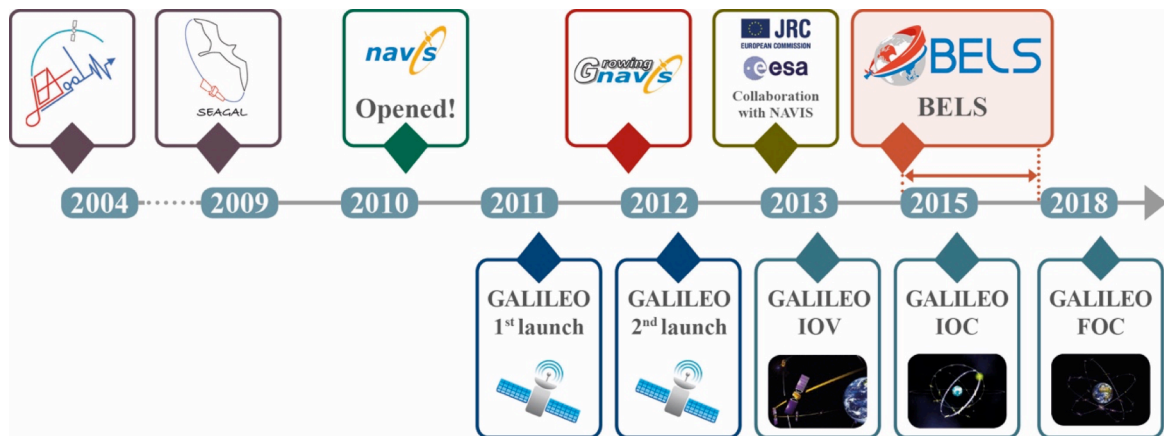 SEAGAL
navis
Opened!
Growing
navis
JRC
EUROPEAN COMMISSION
esa
Collaboration
with NAVIS
BELS
BELS
2004
2009
2010
2011
2012
2013
2015
2018
GALILEO
1st launch
GALILEO
2nd launch
GALILEO
IOV
GALILEO
IOC
GALILEO
FOC